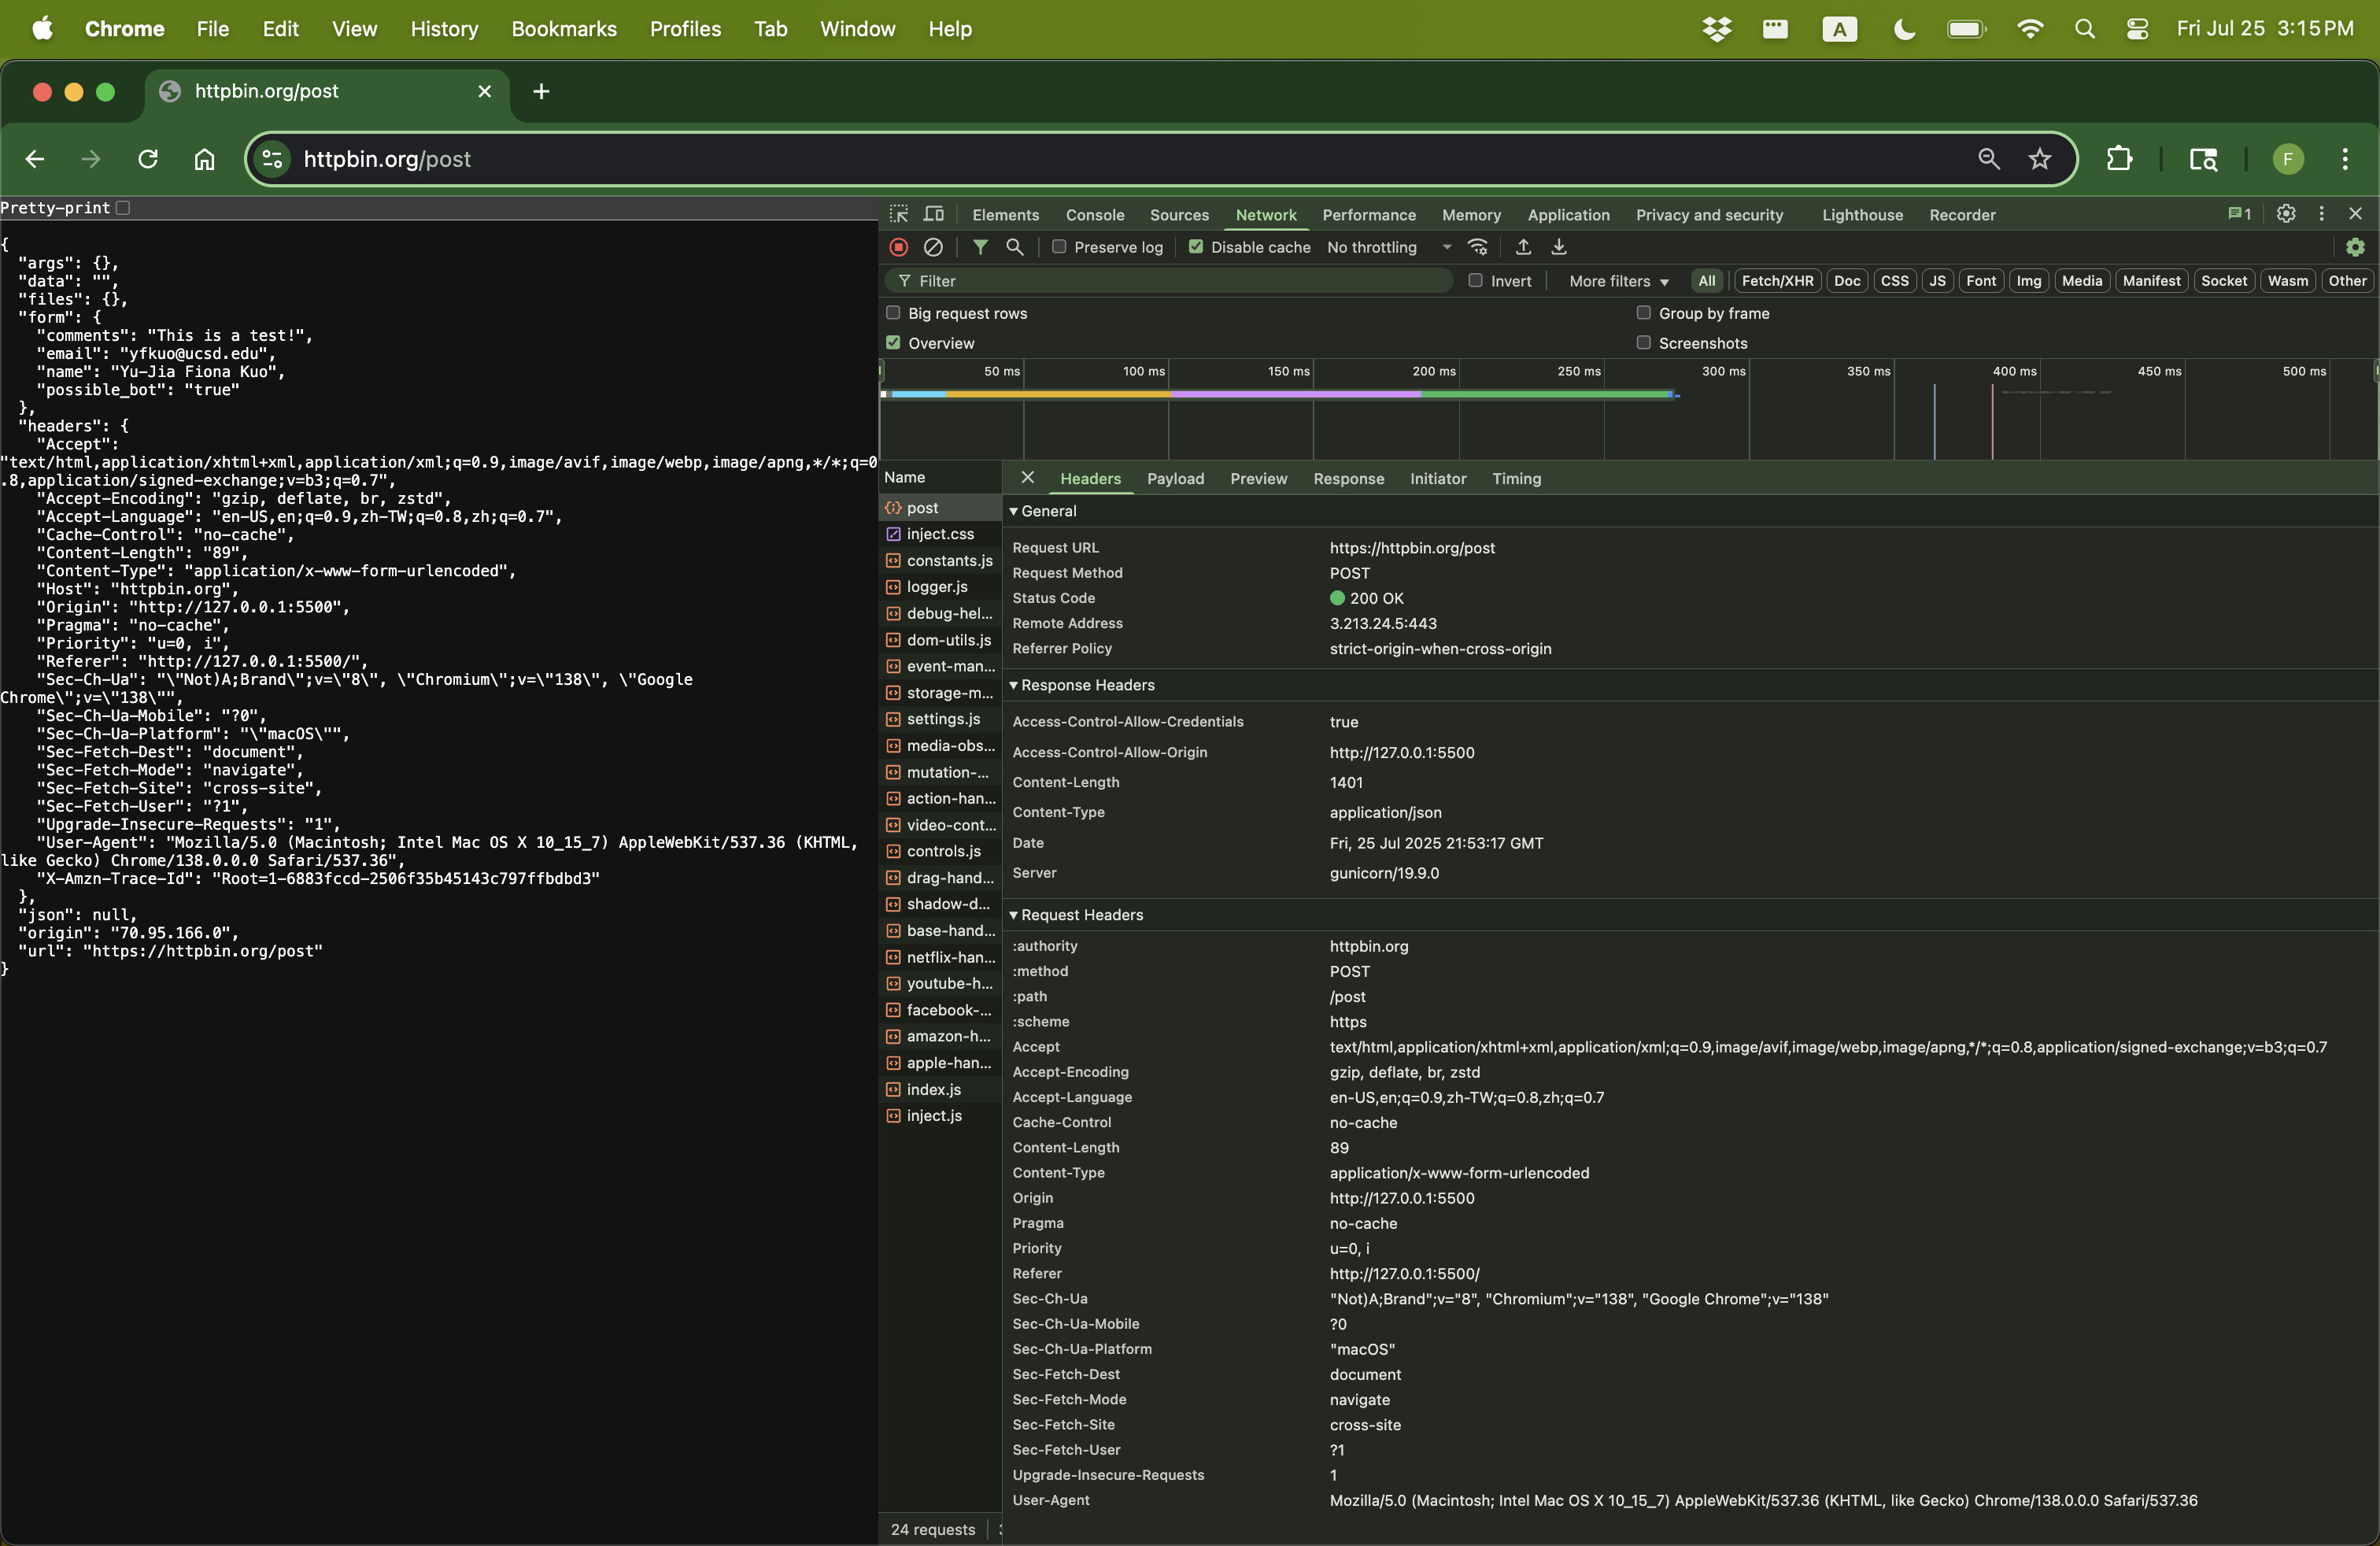 Chrome File Edit View History Bookmarks Profiles Tab Window Help A Fri Jul 25 3:15 PM
httpbin.org/post
httpbin.org/post F
Pretty-print
{
"args": {},
"data": "",
"files": {},
"form": {
"comments": "This is a test!",
"email": "yfkuo@ucsd.edu",
"name": "Yu-Jia Fiona Kuo",
"possible_bot": "true"
},
"headers": {
"Accept":
"text/html,application/xhtml+xml,application/xml;q=0.9,image/avif,image/webp,image/apng,*/*;q=0
.8,application/signed-exchange;v=b3;q=0.7",
"Accept-Encoding": "gzip, deflate, br, zstd",
"Accept-Language": "en-US,en;q=0.9,zh-TW;q=0.8,zh;q=0.7",
"Cache-Control": "no-cache",
"Content-Length": "89",
"Content-Type": "application/x-www-form-urlencoded",
"Host": "httpbin.org",
"Origin": "http://127.0.0.1:5500",
"Pragma": "no-cache",
"Priority": "u=0, i",
"Referer": "http://127.0.0.1:5500/",
"Sec-Ch-Ua": "\"Not)A;Brand\";v=\"8\", \"Chromium\";v=\"138\", \"Google
Chrome\";v=\"138\"",
"Sec-Ch-Ua-Mobile": "?0",
"Sec-Ch-Ua-Platform": "\"macOS\"",
"Sec-Fetch-Dest": "document",
"Sec-Fetch-Mode": "navigate",
"Sec-Fetch-Site": "cross-site",
"Sec-Fetch-User": "?1",
"Upgrade-Insecure-Requests": "1",
"User-Agent": "Mozilla/5.0 (Macintosh; Intel Mac OS X 10_15_7) AppleWebKit/537.36 (KHTML,
like Gecko) Chrome/138.0.0.0 Safari/537.36",
"X-Amzn-Trace-Id": "Root=1-6883fccd-2506f35b45143c797ffbdbd3"
},
"json": null,
"origin": "70.95.166.0",
"url": "https://httpbin.org/post"
}
Elements Console Sources Network Performance Memory Application Privacy and security Lighthouse Recorder 1
Preserve log Disable cache No throttling
Filter Invert More filters All Fetch/XHR Doc CSS JS Font Img Media Manifest Socket Wasm Other
Big request rows Group by frame
Overview Screenshots
50 ms 100 ms 150 ms 200 ms 250 ms 300 ms 350 ms 400 ms 450 ms 500 ms
Name
post
inject.css
constants.js
logger.js
debug-hel...
dom-utils.js
event-man...
storage-m...
settings.js
media-obs...
mutation-...
action-han...
video-cont...
controls.js
drag-hand...
shadow-d...
base-hand...
netflix-han...
youtube-h...
facebook-...
amazon-h...
apple-han...
index.js
inject.js
24 requests
Headers Payload Preview Response Initiator Timing
General
Request URL https://httpbin.org/post
Request Method POST
Status Code 200 OK
Remote Address 3.213.24.5:443
Referrer Policy strict-origin-when-cross-origin
Response Headers
Access-Control-Allow-Credentials true
Access-Control-Allow-Origin http://127.0.0.1:5500
Content-Length 1401
Content-Type application/json
Date Fri, 25 Jul 2025 21:53:17 GMT
Server gunicorn/19.9.0
Request Headers
:authority httpbin.org
:method POST
:path /post
:scheme https
Accept text/html,application/xhtml+xml,application/xml;q=0.9,image/avif,image/webp,image/apng,*/*;q=0.8,application/signed-exchange;v=b3;q=0.7
Accept-Encoding gzip, deflate, br, zstd
Accept-Language en-US,en;q=0.9,zh-TW;q=0.8,zh;q=0.7
Cache-Control no-cache
Content-Length 89
Content-Type application/x-www-form-urlencoded
Origin http://127.0.0.1:5500
Pragma no-cache
Priority u=0, i
Referer http://127.0.0.1:5500/
Sec-Ch-Ua "Not)A;Brand";v="8", "Chromium";v="138", "Google Chrome";v="138"
Sec-Ch-Ua-Mobile ?0
Sec-Ch-Ua-Platform "macOS"
Sec-Fetch-Dest document
Sec-Fetch-Mode navigate
Sec-Fetch-Site cross-site
Sec-Fetch-User ?1
Upgrade-Insecure-Requests 1
User-Agent Mozilla/5.0 (Macintosh; Intel Mac OS X 10_15_7) AppleWebKit/537.36 (KHTML, like Gecko) Chrome/138.0.0.0 Safari/537.36